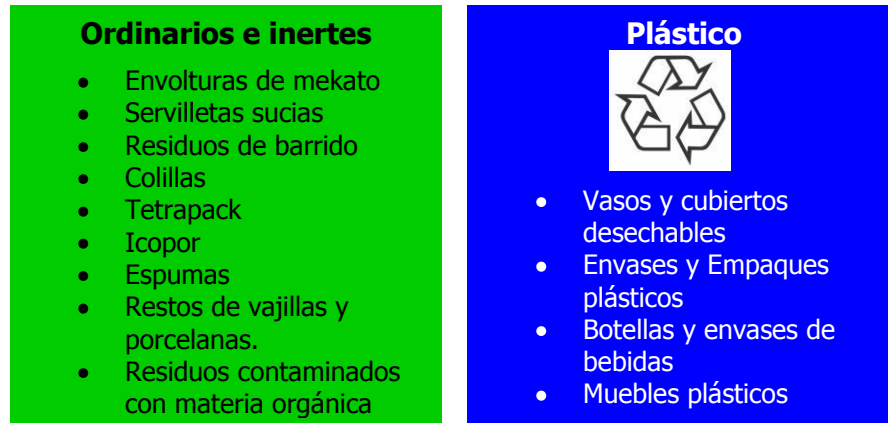 Ordinarios e inertes
• Envolturas de mekato
• Servilletas sucias
• Residuos de barrido
• Colillas
• Tetrapack
• Icopor
• Espumas
• Restos de vajillas y
porcelanas.
• Residuos contaminados
con materia orgánica
Plástico
• Vasos y cubiertos
desechables
• Envases y Empaques
plásticos
• Botellas y envases de
bebidas
• Muebles plásticos